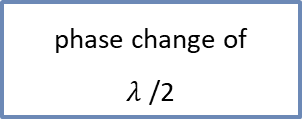 phase change of
λ /2